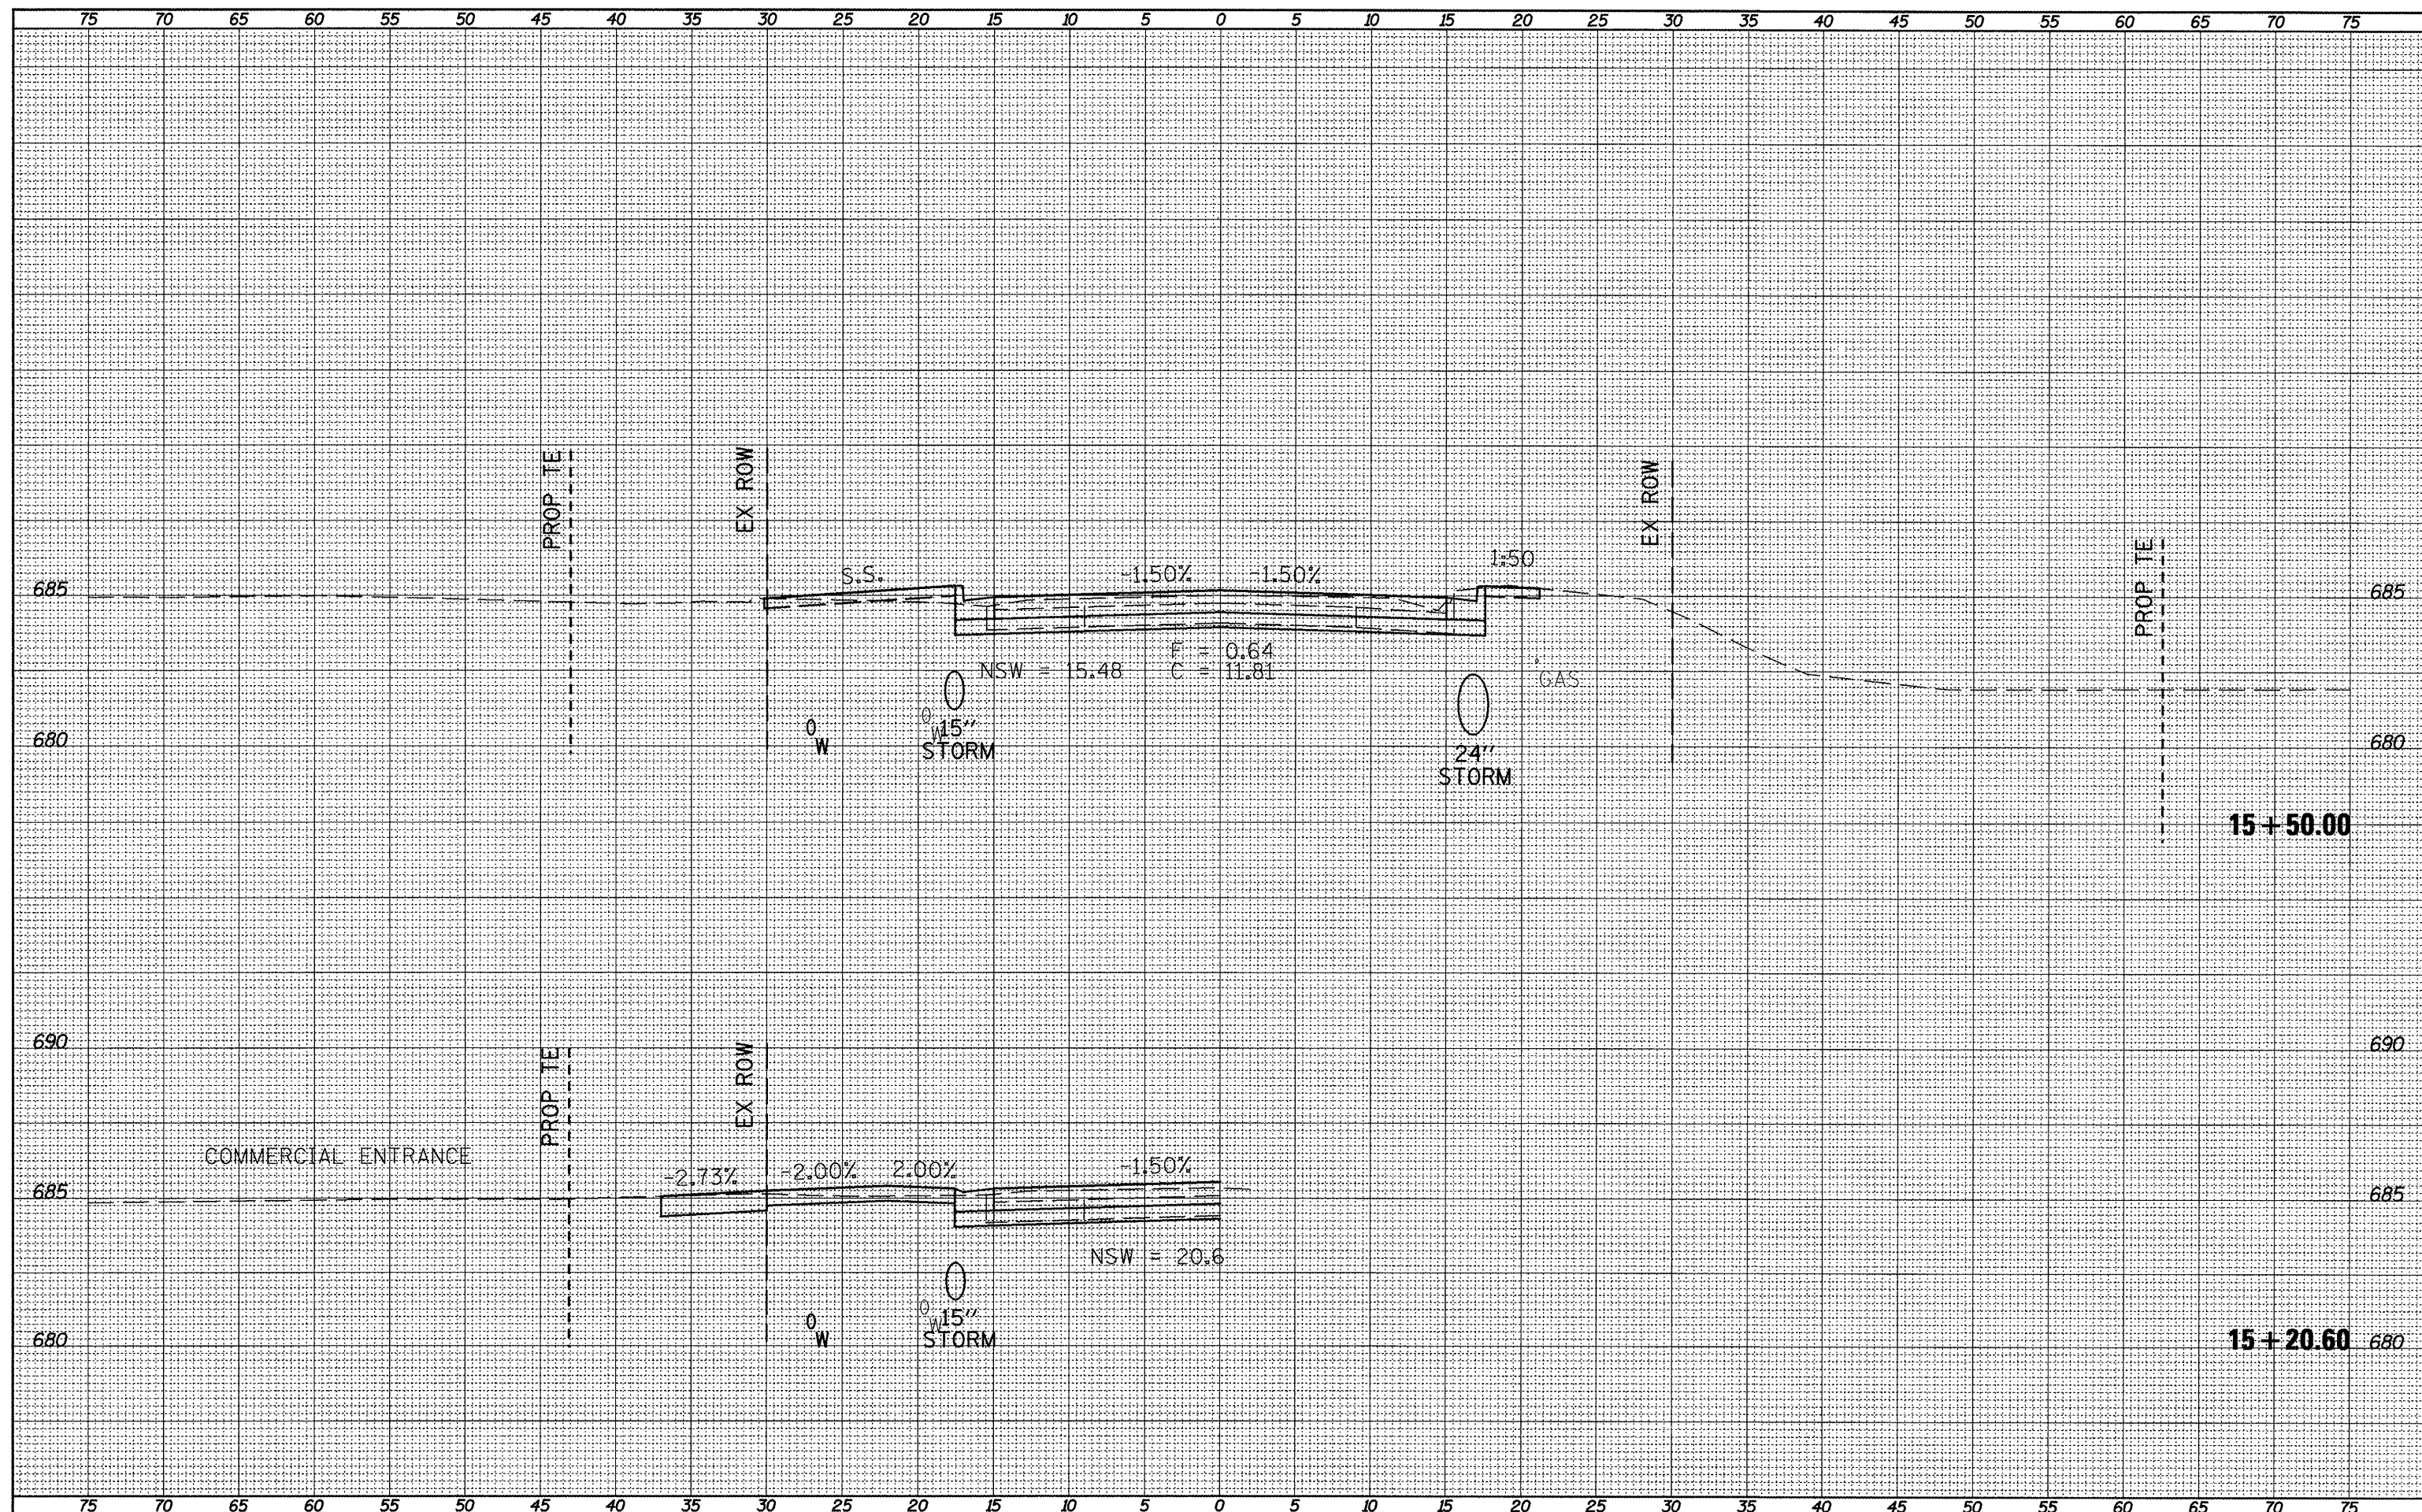 75 70 65 60 55 50 45 40 35 30 25 20 15 10 5 0 5 10 15 20 25 30 35 40 45 50 55 60 65 70 75
PROP TE
EX ROW
EX ROW
PROP TE
S.S.
-1.50%
-1.50%
1:50
685
685
F = 0.64
NSW = 15.48
C = 11.81
GAS
680
0
W
0
W
15"
STORM
24"
STORM
680
15+50.00
690
690
PROP TE
EX ROW
COMMERCIAL ENTRANCE
-2.73%
-2.00%
2.00%
-1.50%
685
685
NSW = 20.6
680
0
W
0
W
15"
STORM
15+20.60
680
75 70 65 60 55 50 45 40 35 30 25 20 15 10 5 0 5 10 15 20 25 30 35 40 45 50 55 60 65 70 75